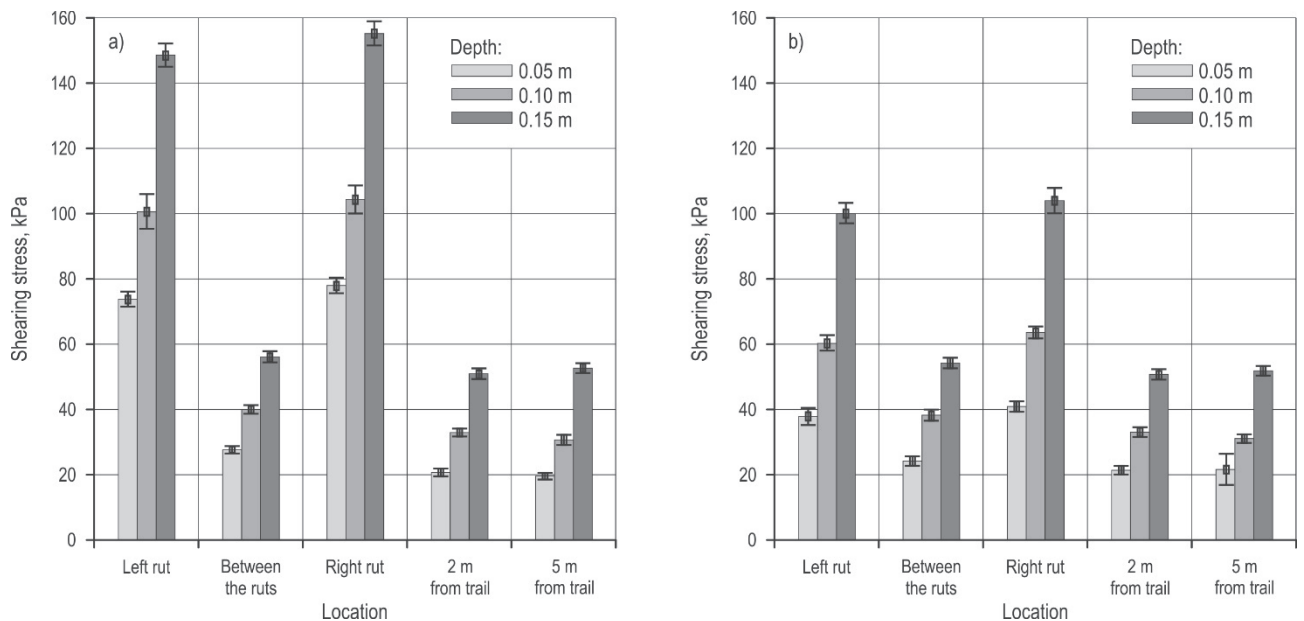 160
140
120
100
80
60
40
20
0
Shearing stress, kPa
a)
Depth:
0.05 m
0.10 m
0.15 m
Left rut
Between
the ruts
Right rut
2 m
from trail
5 m
from trail
Location
160
140
120
100
80
60
40
20
0
Shearing stress, kPa
b)
Depth:
0.05 m
0.10 m
0.15 m
Left rut
Between
the ruts
Right rut
2 m
from trail
5 m
from trail
Location